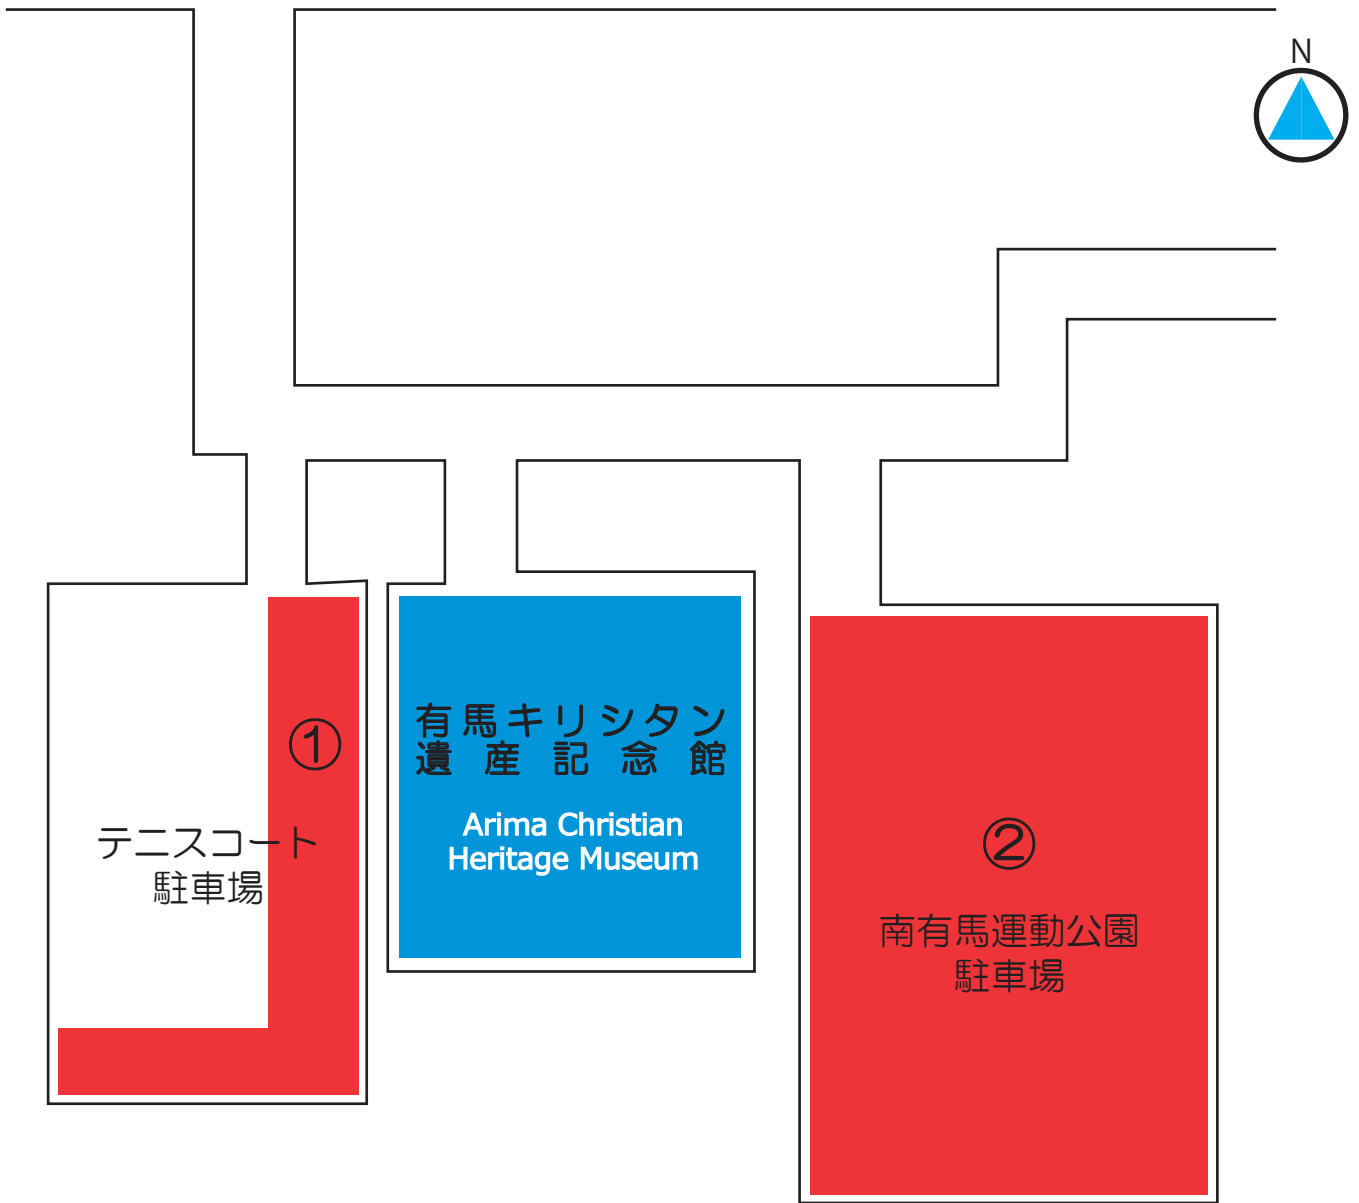 N
①
テニスコート
駐車場
有馬キリシタン
遺産記念館
Arima Christian
Heritage Museum
②
南有馬運動公園
駐車場